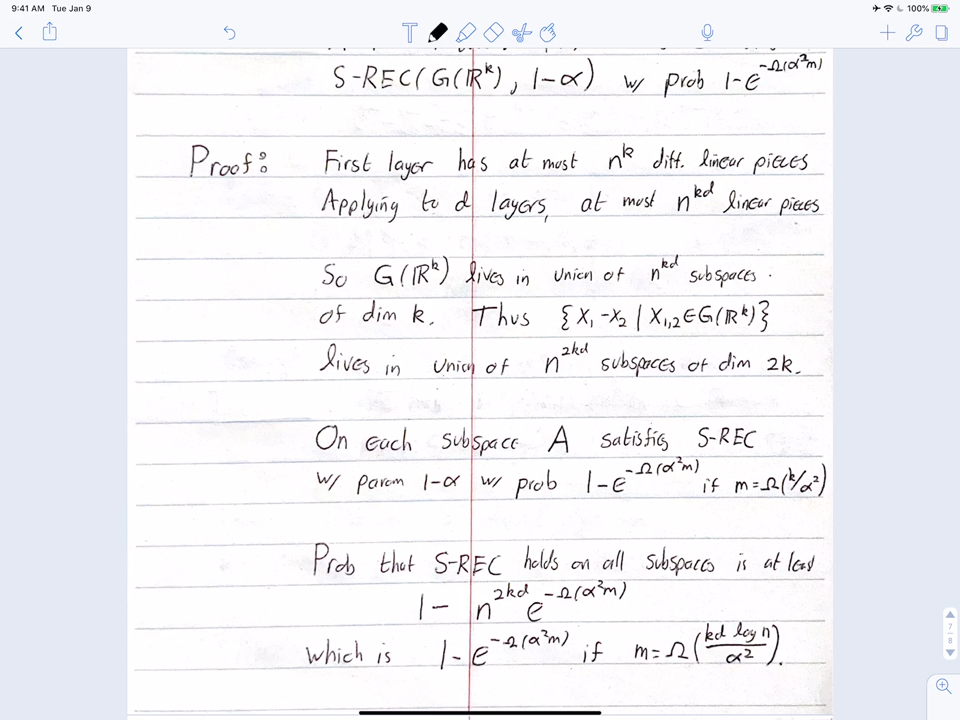 9:41 AM Tue Jan 9
100%
T
S-REC(G(ℝ^k), 1-α) w/ prob 1-e^{-Ω(α²m)}
Proof: First layer has at most n^k diff. linear pieces
Applying to d layers, at most n^{kd} linear pieces
So G(ℝ^k) lives in union of n^{kd} subspaces.
of dim k. Thus {X₁-X₂ | X₁,₂∈G(ℝ^k)}
lives in union of n^{2kd} subspaces of dim 2k.
On each subspace A satisfies S-REC
w/ param 1-α w/ prob 1-e^{-Ω(α²m)} if m=Ω(k/α²)
Prob that S-REC holds on all subspaces is at least
1- n^{2kd} e^{-Ω(α²m)}
which is 1-e^{-Ω(α²m)} if m=Ω(kd log n/α²).
7
8